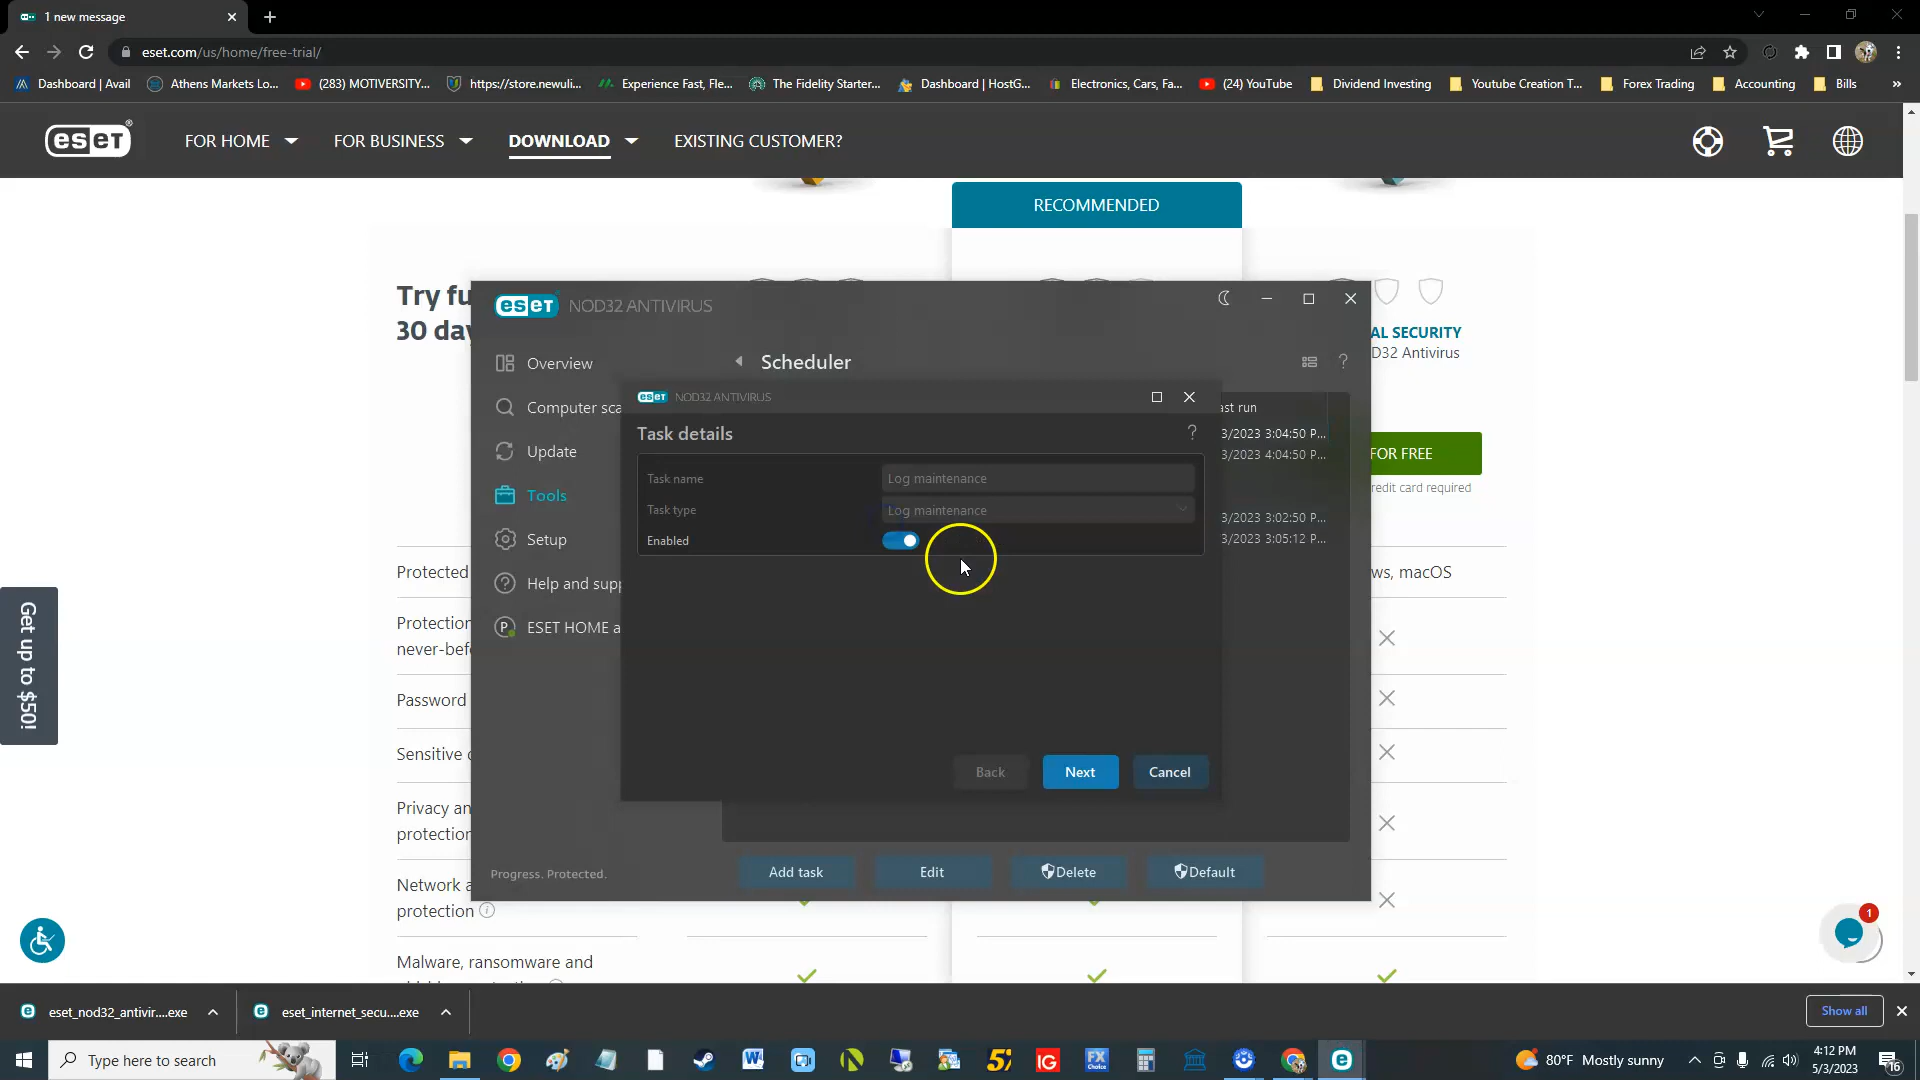 1 new message
eset.com/us/home/free-trial/
Dashboard | Avail
Athens Markets Lo...
(283) MOTIVERSITY...
https://store.newuli...
Experience Fast, Fle...
The Fidelity Starter...
Dashboard | HostG...
Electronics, Cars, Fa...
(24) YouTube
Dividend Investing
Youtube Creation T...
Forex Trading
Accounting
Bills
»
eseT®
FOR HOME
FOR BUSINESS
DOWNLOAD
EXISTING CUSTOMER?
RECOMMENDED
Try fu
30 day
AL SECURITY
D32 Antivirus
FOR FREE
redit card required
Protected
ws, macOS
Protection
never-befo
Password
Sensitive d
Privacy an
protection
Network a
protection
Malware, ransomware and
Get up to $50!
eseT NOD32 ANTIVIRUS
Overview
Computer sca
Update
Tools
Setup
Help and supp
ESET HOME a
Progress. Protected.
Scheduler
?
ast run
3/2023 3:04:50 P...
3/2023 4:04:50 P...
3/2023 3:02:50 P...
3/2023 3:05:12 P...
eseT NOD32 ANTIVIRUS
Task details
?
Task name
Log maintenance
Task type
Log maintenance
Enabled
Back
Next
Cancel
Add task
Edit
Delete
Default
1
eset_nod32_antivir....exe
eset_internet_secu....exe
Show all
Type here to search
80°F Mostly sunny
4:12 PM
5/3/2023
16